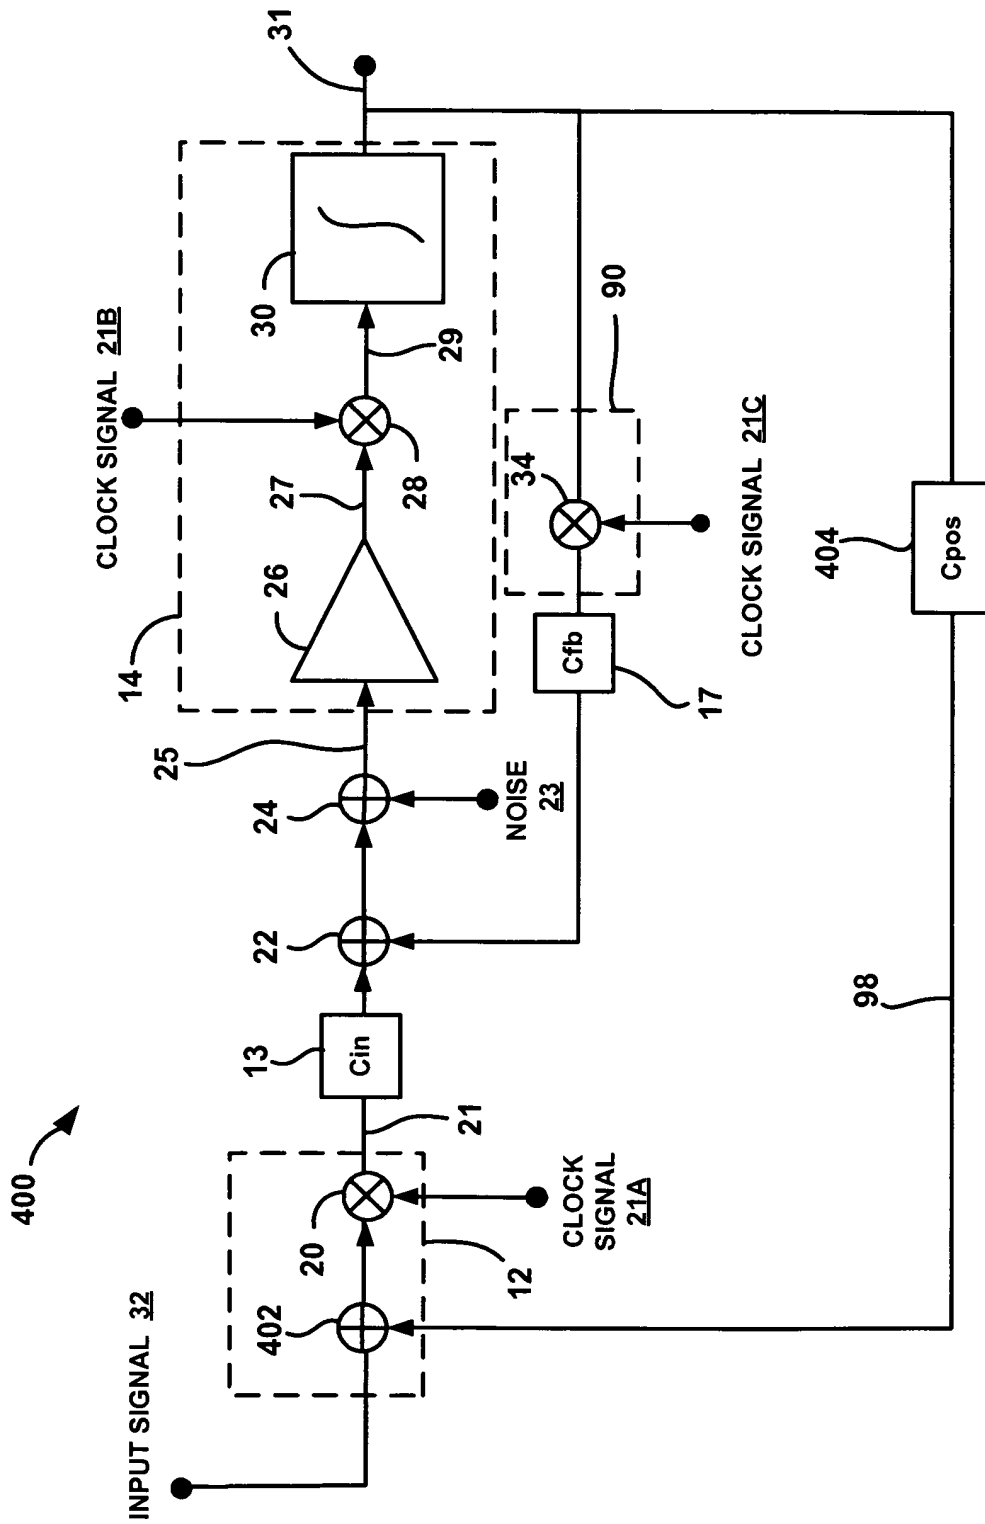 400
INPUT SIGNAL 32
402
20
12
CLOCK
SIGNAL
21A
21
13
Cin
22
24
NOISE
23
25
14
26
27
28
CLOCK SIGNAL 21B
29
30
31
90
34
CLOCK SIGNAL 21C
Cfb
17
404
Cpos
98